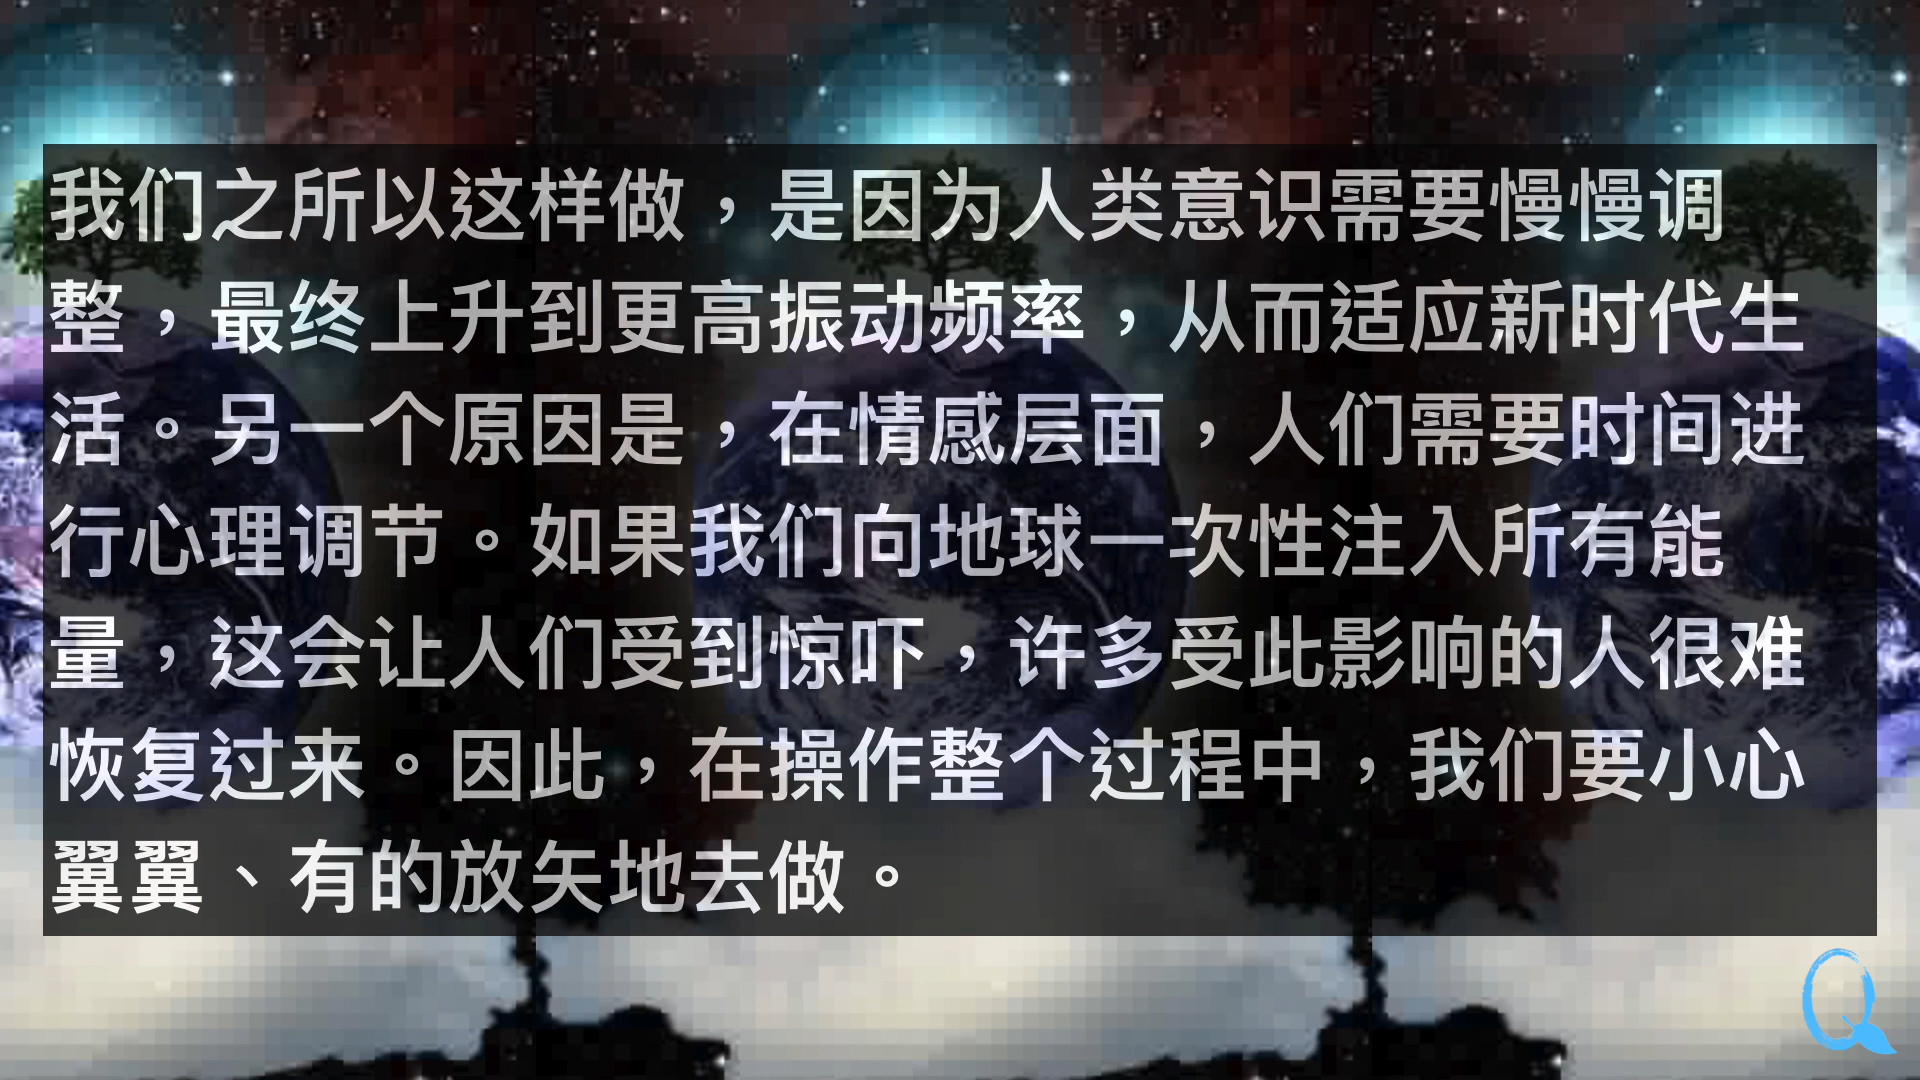 我们之所以这样做，是因为人类意识需要慢慢调
整，最终上升到更高振动频率，从而适应新时代生
活。另一个原因是，在情感层面，人们需要时间进
行心理调节。如果我们向地球一次性注入所有能
量，这会让人们受到惊吓，许多受此影响的人很难
恢复过来。因此，在操作整个过程中，我们要小心
翼翼、有的放矢地去做。
Q